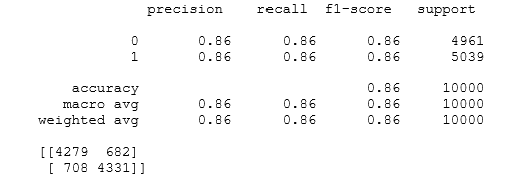 precision recall f1-score support
0 0.86 0.86 0.86 4961
1 0.86 0.86 0.86 5039
accuracy 0.86 10000
macro avg 0.86 0.86 0.86 10000
weighted avg 0.86 0.86 0.86 10000
[[4279 682]
[ 708 4331]]